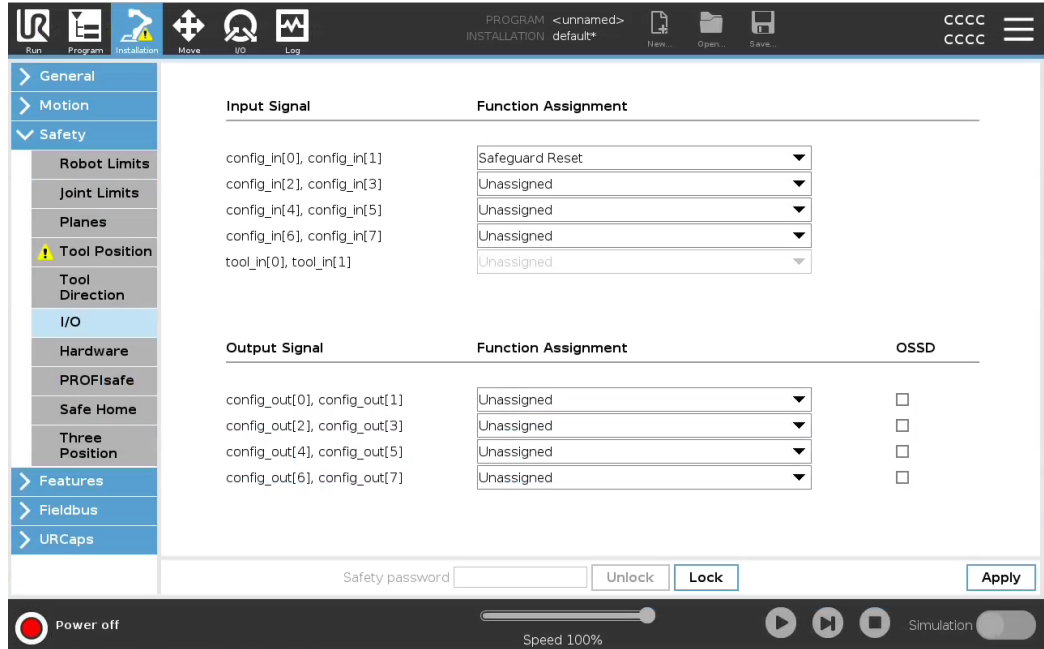 PROGRAM <unnamed>
INSTALLATION default*
CCCC
CCCC
Run Program Installation Move I/O Log New... Open... Save...
General
Motion
Safety
Robot Limits
Joint Limits
Planes
Tool Position
Tool
Direction
I/O
Hardware
PROFIsafe
Safe Home
Three
Position
Features
Fieldbus
URCaps
Input Signal Function Assignment
config_in[0], config_in[1] Safeguard Reset
config_in[2], config_in[3] Unassigned
config_in[4], config_in[5] Unassigned
config_in[6], config_in[7] Unassigned
tool_in[0], tool_in[1] Unassigned
Output Signal Function Assignment OSSD
config_out[0], config_out[1] Unassigned
config_out[2], config_out[3] Unassigned
config_out[4], config_out[5] Unassigned
config_out[6], config_out[7] Unassigned
Safety password Unlock Lock Apply
Power off
Speed 100%
Simulation